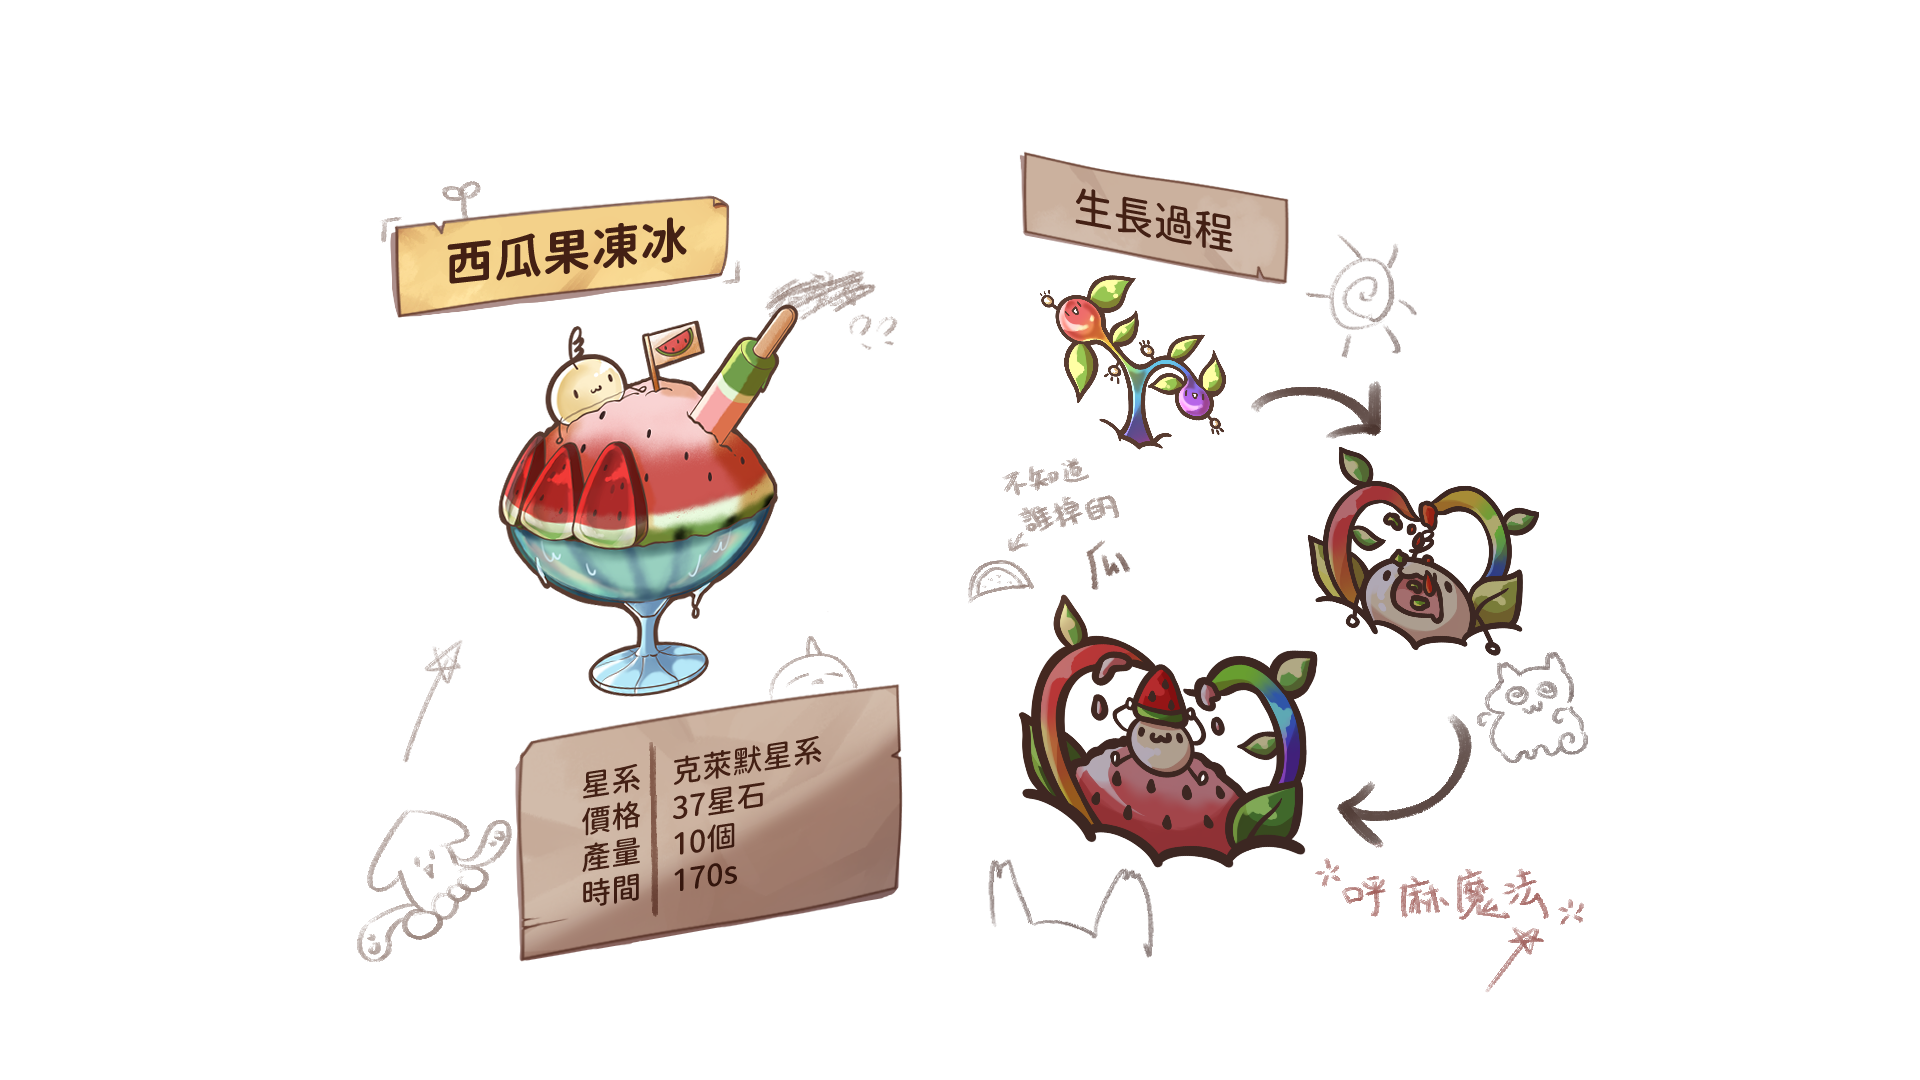 西瓜果凍冰
星系 克萊默星系
價格 37星石
產量 10個
時間 170s
生長過程
不知道
誰掉的
瓜
呼麻魔法